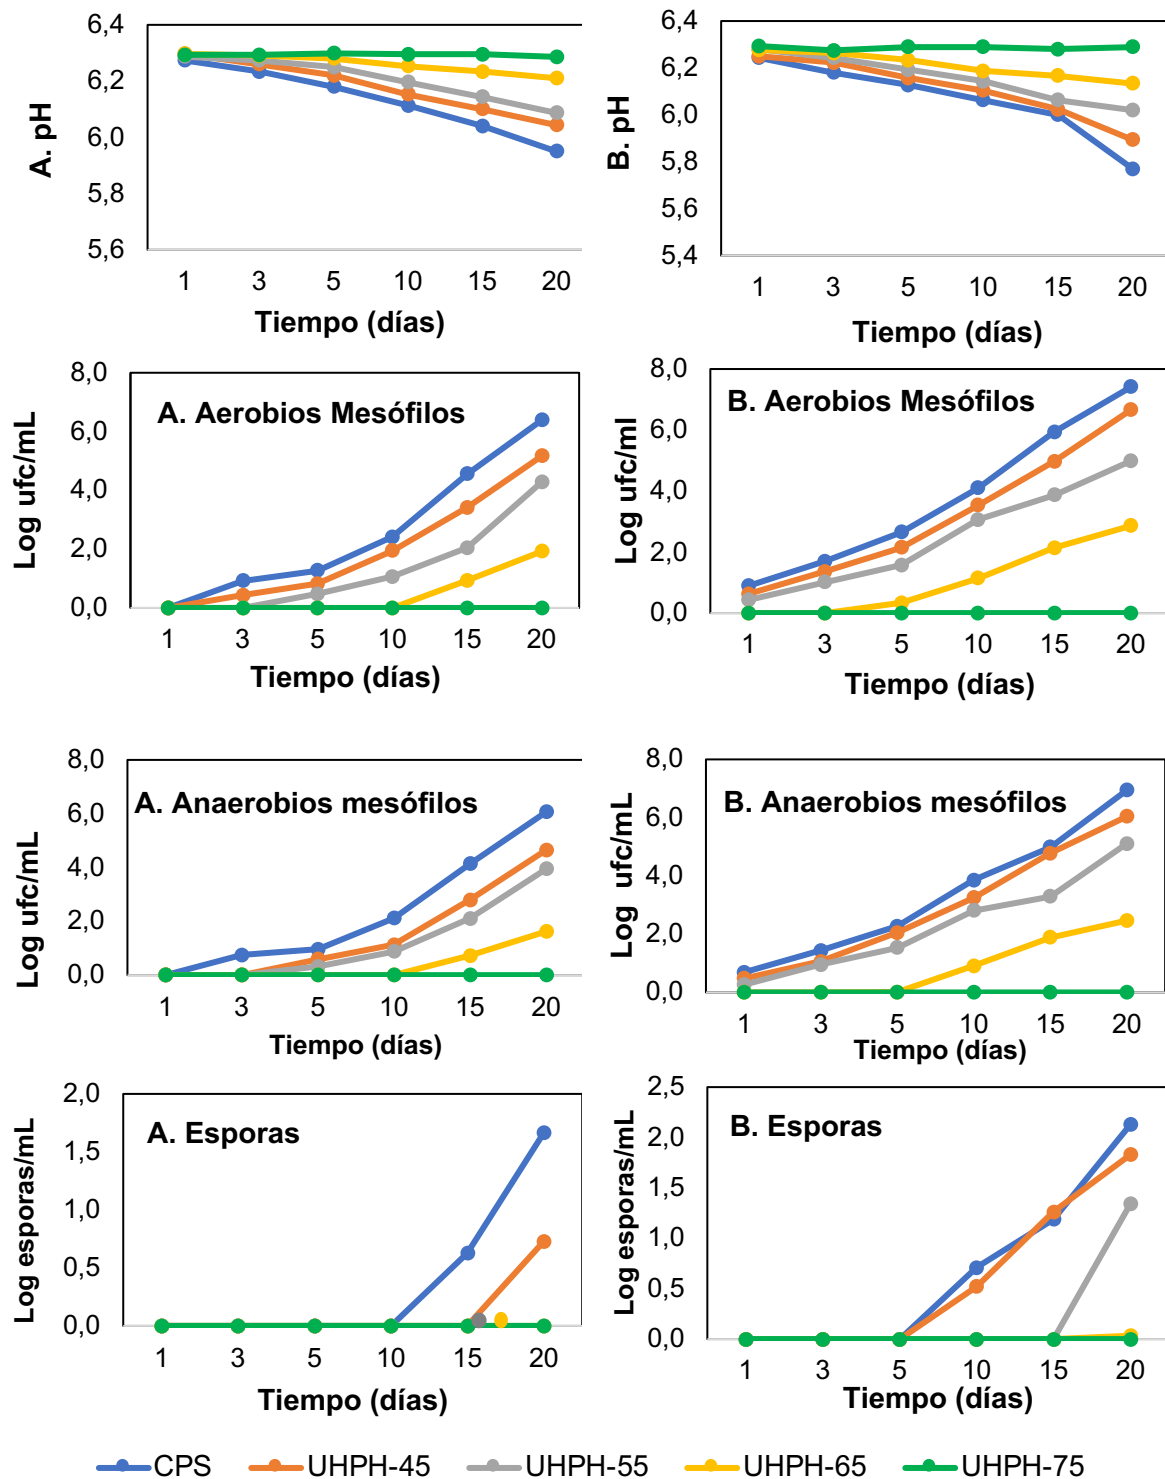 6,4
6,2
6,0
5,8
5,6
A. pH
1 3 5 10 15 20
Tiempo (días)
6,4
6,2
6,0
5,8
5,6
5,4
B. pH
1 3 5 10 15 20
Tiempo (días)
8,0
6,0
4,0
2,0
0,0
Log ufc/mL
A. Aerobios Mesófilos
1 3 5 10 15 20
Tiempo (días)
8,0
6,0
4,0
2,0
0,0
Log ufc/ml
B. Aerobios Mesófilos
1 3 5 10 15 20
Tiempo (días)
8,0
6,0
4,0
2,0
0,0
Log ufc/mL
A. Anaerobios mesófilos
1 3 5 10 15 20
Tiempo (días)
8,0
6,0
4,0
2,0
0,0
Log ufc/mL
B. Anaerobios mesófilos
1 3 5 10 15 20
Tiempo (días)
2,0
1,5
1,0
0,5
0,0
Log esporas/mL
A. Esporas
1 3 5 10 15 20
Tiempo (días)
2,5
2,0
1,5
1,0
0,5
0,0
Log esporas/mL
B. Esporas
1 3 5 10 15 20
Tiempo (días)
CPS UHPH-45 UHPH-55 UHPH-65 UHPH-75